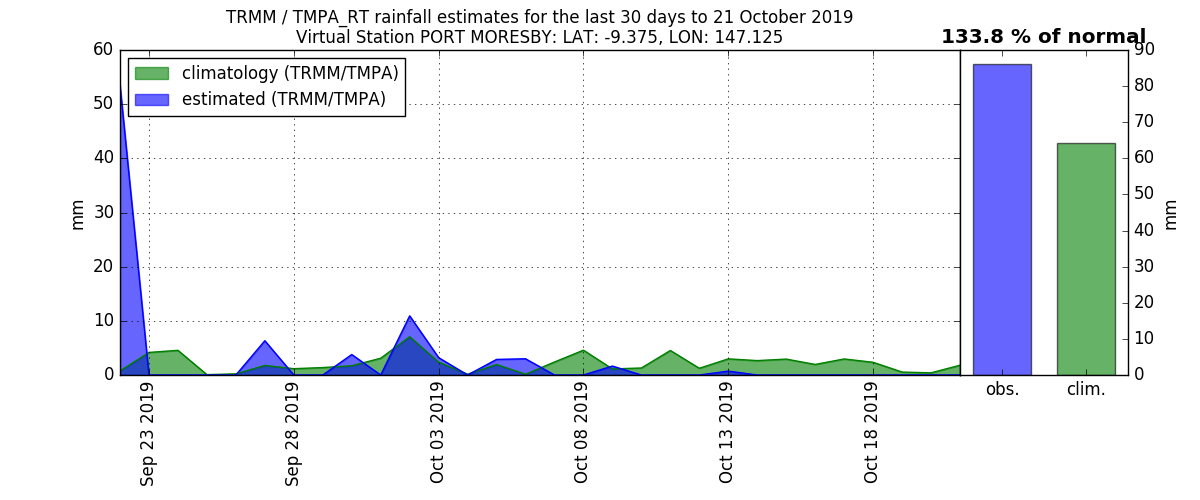 TRMM / TMPA_RT rainfall estimates for the last 30 days to 21 October 2019
Virtual Station PORT MORESBY: LAT: -9.375, LON: 147.125
133.8 % of normal
climatology (TRMM/TMPA)
estimated (TRMM/TMPA)
60
50
40
30
20
10
0
mm
Sep 23 2019
Sep 28 2019
Oct 03 2019
Oct 08 2019
Oct 13 2019
Oct 18 2019
90
80
70
60
50
40
30
20
10
0
mm
obs.
clim.